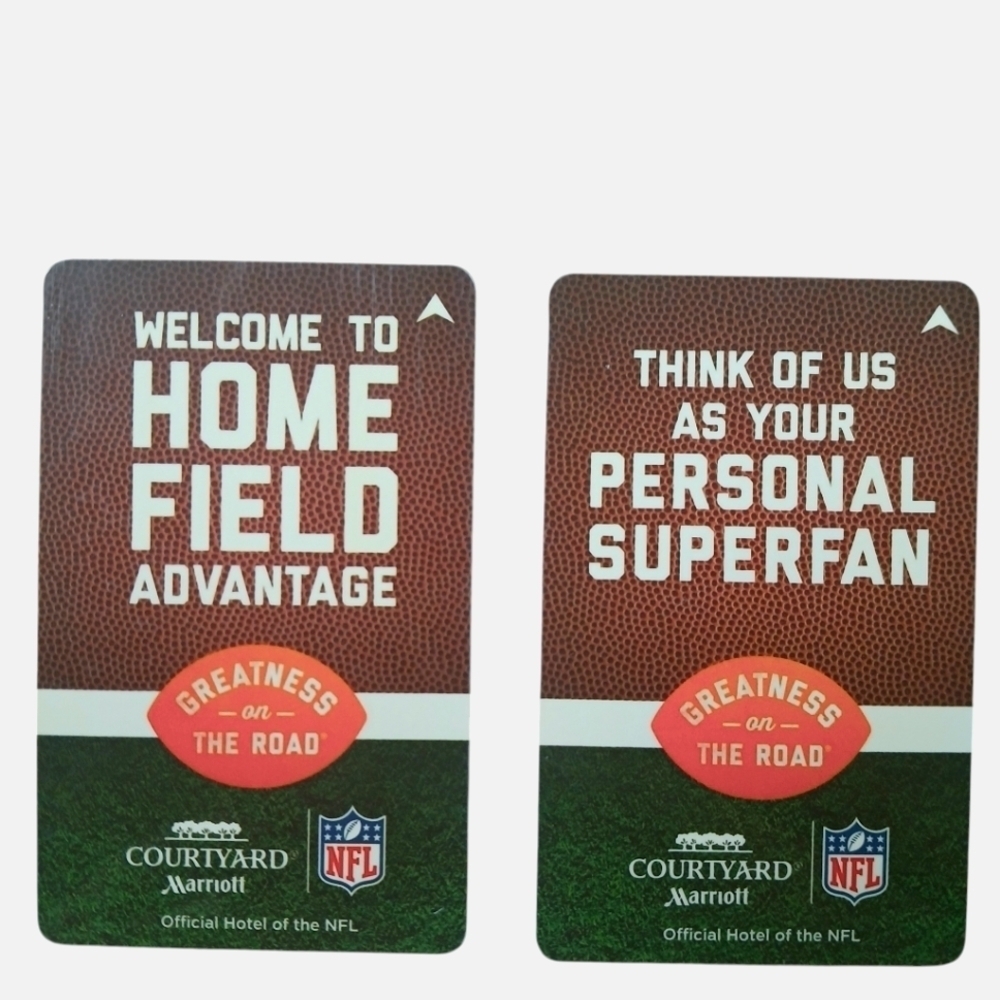 WELCOME TO
HOME
FIELD
ADVANTAGE
GREATNESS
on
THE ROAD
COURTYARD
Marriott
NFL
Official Hotel of the NFL
THINK OF US
AS YOUR
PERSONAL
SUPERFAN
GREATNESS
on
THE ROAD
COURTYARD
Marriott
NFL
Official Hotel of the NFL